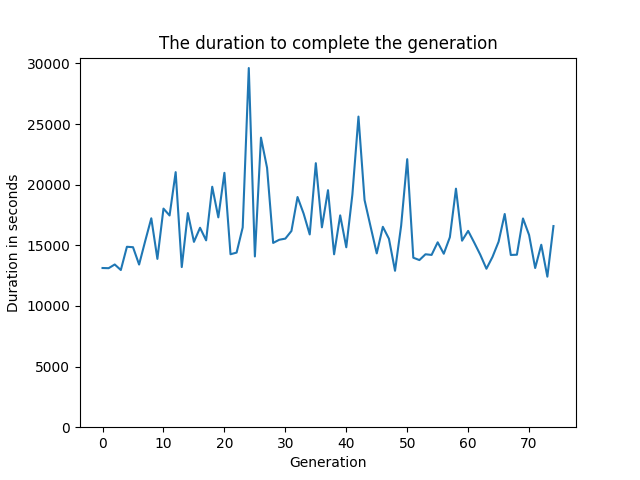 The duration to complete the generation
30000
25000
20000
15000
10000
5000
0
Duration in seconds
0 10 20 30 40 50 60 70
Generation